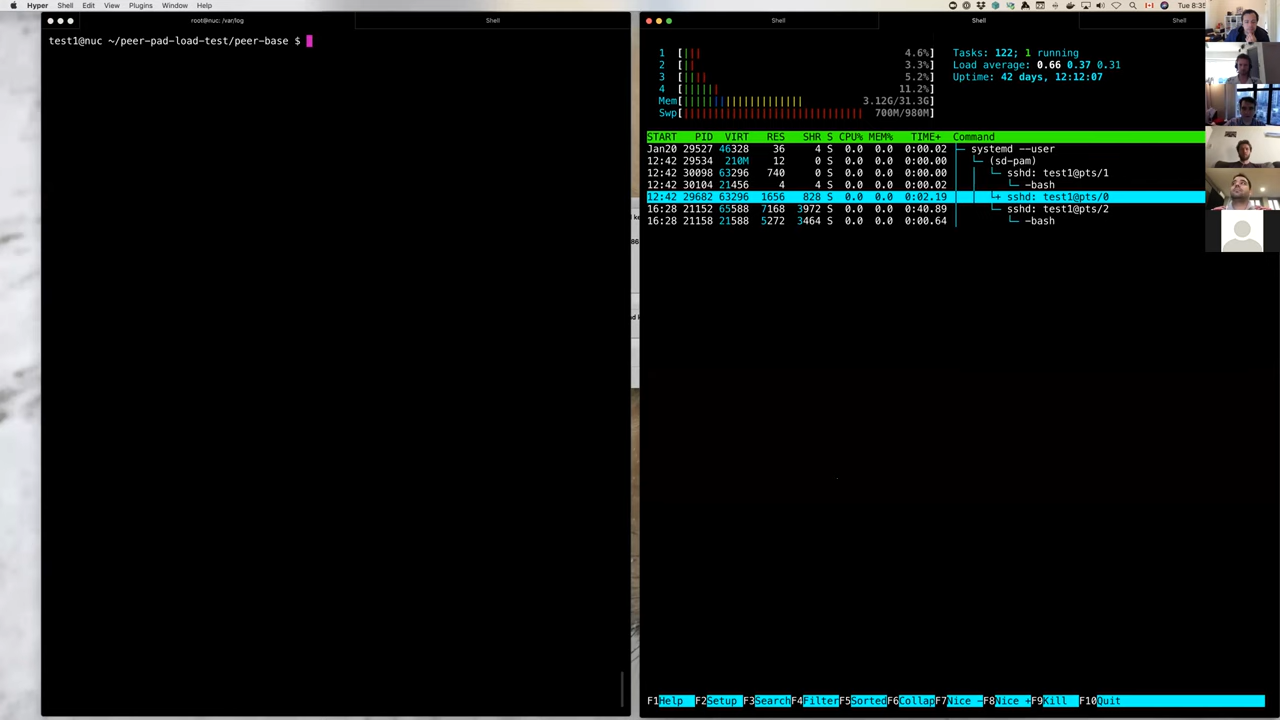 Hyper Shell Edit View Plugins Window Help
Tue 8:35
root@nuc: /var/log
Shell
Shell
Shell
Shell
test1@nuc ~/peer-pad-load-test/peer-base $
1 [||| 4.6%]
2 [|| 3.3%]
3 [|||| 5.2%]
4 [|||||| 11.2%]
Mem[||||||||||||||||||||| 3.12G/31.3G]
Swp[|||||||||||||||||||||||||||||| 700M/980M]
Tasks: 122; 1 running
Load average: 0.66 0.37 0.31
Uptime: 42 days, 12:12:07
START PID VIRT RES SHR S CPU% MEM% TIME+ Command
Jan20 29527 46328 36 4 S 0.0 0.0 0:00.02 ├─ systemd --user
12:42 29534 210M 12 0 S 0.0 0.0 0:00.00 │ └─ (sd-pam)
12:42 30098 63296 740 0 S 0.0 0.0 0:00.00 │ │ └─ sshd: test1@pts/1
12:42 30104 21456 4 4 S 0.0 0.0 0:00.02 │ │ └─ -bash
12:42 29682 63296 1656 828 S 0.0 0.0 0:02.19 │ │ └+ sshd: test1@pts/0
16:28 21152 65588 7168 3972 S 0.0 0.0 0:40.89 │ └─ sshd: test1@pts/2
16:28 21158 21588 5272 3464 S 0.0 0.0 0:00.64 │ └─ -bash
F1Help F2Setup F3Search F4Filter F5Sorted F6Collap F7Nice - F8Nice + F9Kill F10Quit